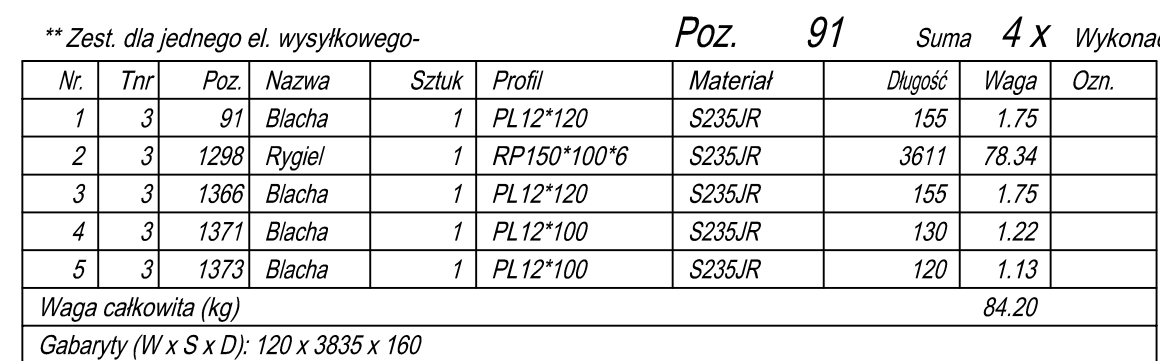 ** Zest. dla jednego el. wysyłkowego- Poz. 91 Suma 4 x Wykonać
Nr. Tnr Poz. Nazwa Sztuk Profil Materiał Długość Waga Ozn.
1 3 91 Blacha 1 PL12*120 S235JR 155 1.75
2 3 1298 Rygiel 1 RP150*100*6 S235JR 3611 78.34
3 3 1366 Blacha 1 PL12*120 S235JR 155 1.75
4 3 1371 Blacha 1 PL12*100 S235JR 130 1.22
5 3 1373 Blacha 1 PL12*100 S235JR 120 1.13
Waga całkowita (kg) 84.20
Gabaryty (W x S x D): 120 x 3835 x 160